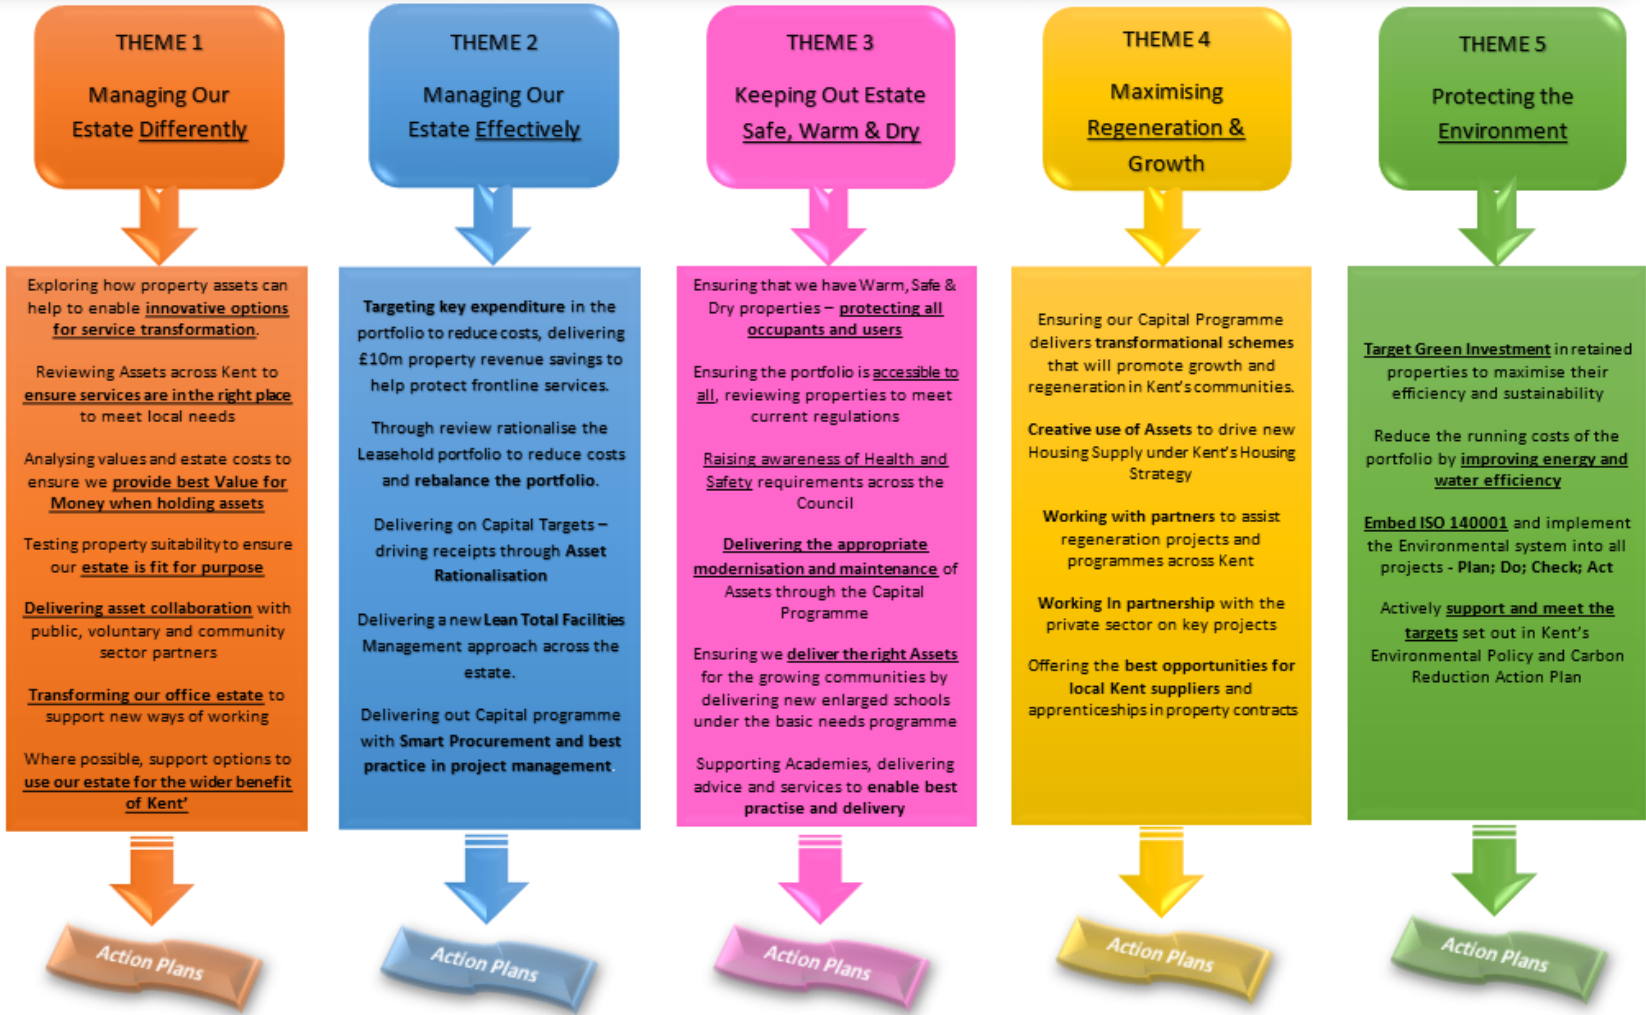 THEME 1
Managing Our
Estate Differently
Exploring how property assets can
help to enable innovative options
for service transformation.
Reviewing Assets across Kent to
ensure services are in the right place
to meet local needs
Analysing values and estate costs to
ensure we provide best Value for
Money when holding assets
Testing property suitability to ensure
our estate is fit for purpose
Delivering asset collaboration with
public, voluntary and community
sector partners
Transforming our office estate to
support new ways of working
Where possible, support options to
use our estate for the wider benefit
of Kent'
Action Plans
THEME 2
Managing Our
Estate Effectively
Targeting key expenditure in the
portfolio to reduce costs, delivering
£10m property revenue savings to
help protect frontline services.
Through review rationalise the
Leasehold portfolio to reduce costs
and rebalance the portfolio.
Delivering on Capital Targets –
driving receipts through Asset
Rationalisation
Delivering a new Lean Total Facilities
Management approach across the
estate.
Delivering out Capital programme
with Smart Procurement and best
practice in project management.
Action Plans
THEME 3
Keeping Out Estate
Safe, Warm & Dry
Ensuring that we have Warm, Safe &
Dry properties – protecting all
occupants and users
Ensuring the portfolio is accessible to
all, reviewing properties to meet
current regulations
Raising awareness of Health and
Safety requirements across the
Council
Delivering the appropriate
modernisation and maintenance of
Assets through the Capital
Programme
Ensuring we deliver the right Assets
for the growing communities by
delivering new enlarged schools
under the basic needs programme
Supporting Academies, delivering
advice and services to enable best
practise and delivery
Action Plans
THEME 4
Maximising
Regeneration &
Growth
Ensuring our Capital Programme
delivers transformational schemes
that will promote growth and
regeneration in Kent's communities.
Creative use of Assets to drive new
Housing Supply under Kent's Housing
Strategy
Working with partners to assist
regeneration projects and
programmes across Kent
Working In partnership with the
private sector on key projects
Offering the best opportunities for
local Kent suppliers and
apprenticeships in property contracts
Action Plans
THEME 5
Protecting the
Environment
Target Green Investment in retained
properties to maximise their
efficiency and sustainability
Reduce the running costs of the
portfolio by improving energy and
water efficiency
Embed ISO 140001 and implement
the Environmental system into all
projects - Plan; Do; Check; Act
Actively support and meet the
targets set out in Kent's
Environmental Policy and Carbon
Reduction Action Plan
Action Plans